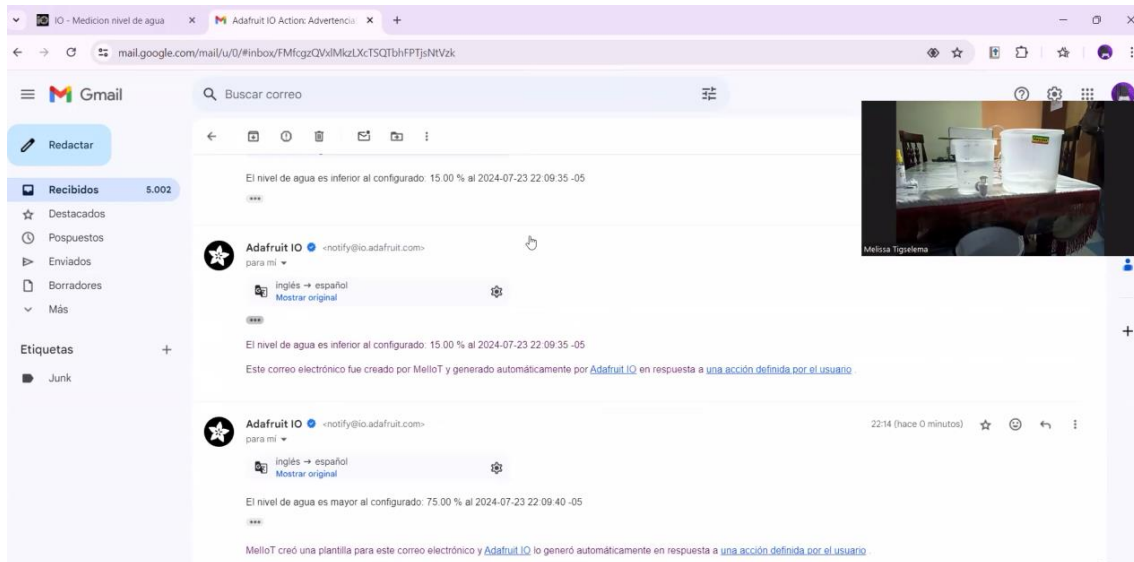 IO - Medicion nivel de agua
Adafruit IO Action: Advertencia
mail.google.com/mail/u/0/#inbox/FMfcgzQVxlMkzLXcTSQTbhFPTjsNtVzk
Gmail
Buscar correo
Redactar
Recibidos 5.002
Destacados
Pospuestos
Enviados
Borradores
Más
Etiquetas
Junk
El nivel de agua es inferior al configurado: 15.00 % al 2024-07-23 22:09:35 -05
Melissa Tigselema
Adafruit IO <notify@io.adafruit.com>
para mí
inglés → español
Mostrar original
El nivel de agua es inferior al configurado: 15.00 % al 2024-07-23 22:09:35 -05
Este correo electrónico fue creado por MelIoT y generado automáticamente por Adafruit IO en respuesta a una acción definida por el usuario .
Adafruit IO <notify@io.adafruit.com> 22:14 (hace 0 minutos)
para mí
inglés → español
Mostrar original
El nivel de agua es mayor al configurado: 75.00 % al 2024-07-23 22:09:40 -05
MelIoT creó una plantilla para este correo electrónico y Adafruit IO lo generó automáticamente en respuesta a una acción definida por el usuario .